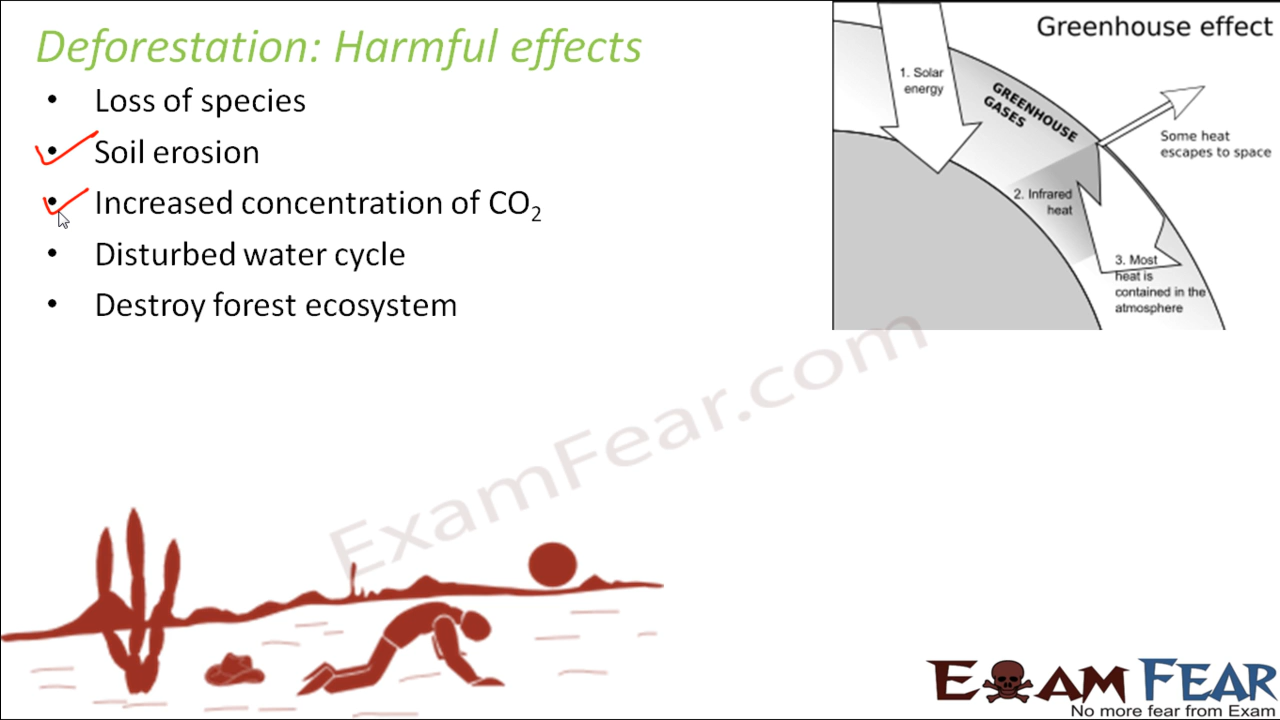 Deforestation: Harmful effects
• Loss of species
• Soil erosion
• Increased concentration of CO₂
• Disturbed water cycle
• Destroy forest ecosystem
Greenhouse effect
1. Solar
energy
GREENHOUSE
GASES
Some heat
escapes to space
2. Infrared
heat
3. Most
heat is
contained in the
atmosphere
ExamFear.com
EXAM FEAR
No more fear from Exam